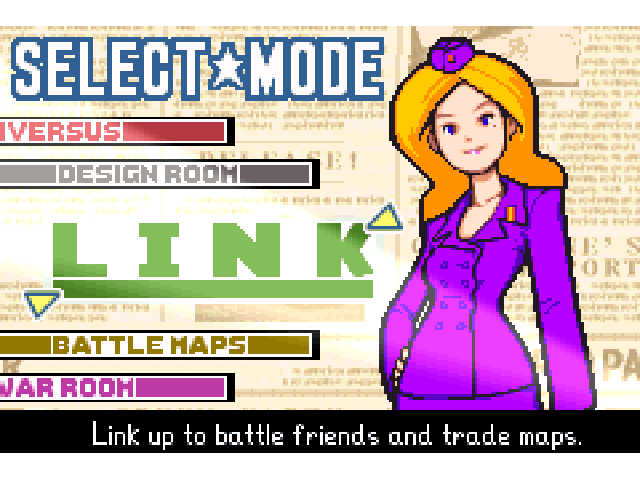 SELECT★MODE
VERSUS
DESIGN ROOM
LINK
BATTLE MAPS
WAR ROOM
Link up to battle friends and trade maps.